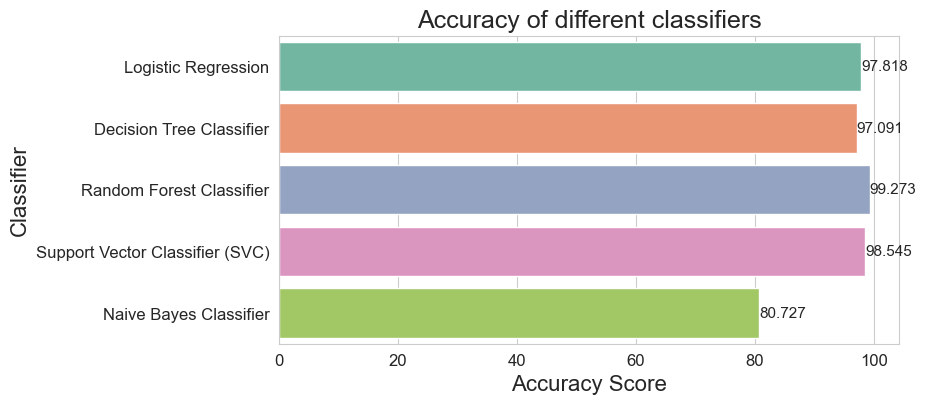 Accuracy of different classifiers
Classifier
Logistic Regression 97.818
Decision Tree Classifier 97.091
Random Forest Classifier 99.273
Support Vector Classifier (SVC) 98.545
Naive Bayes Classifier 80.727
0 20 40 60 80 100
Accuracy Score